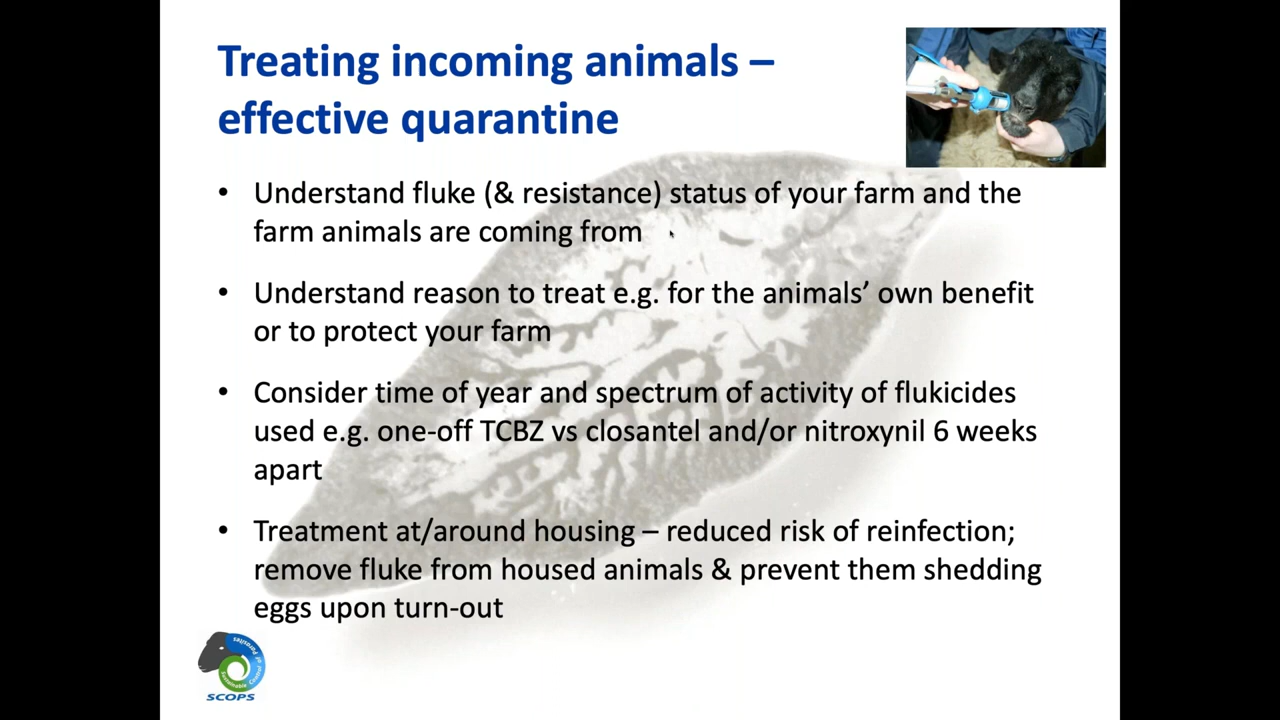 Treating incoming animals –
effective quarantine
• Understand fluke (& resistance) status of your farm and the
farm animals are coming from
• Understand reason to treat e.g. for the animals’ own benefit
or to protect your farm
• Consider time of year and spectrum of activity of flukicides
used e.g. one-off TCBZ vs closantel and/or nitroxynil 6 weeks
apart
• Treatment at/around housing – reduced risk of reinfection;
remove fluke from housed animals & prevent them shedding
eggs upon turn-out
Sustainable Control of Parasites
SCOPS